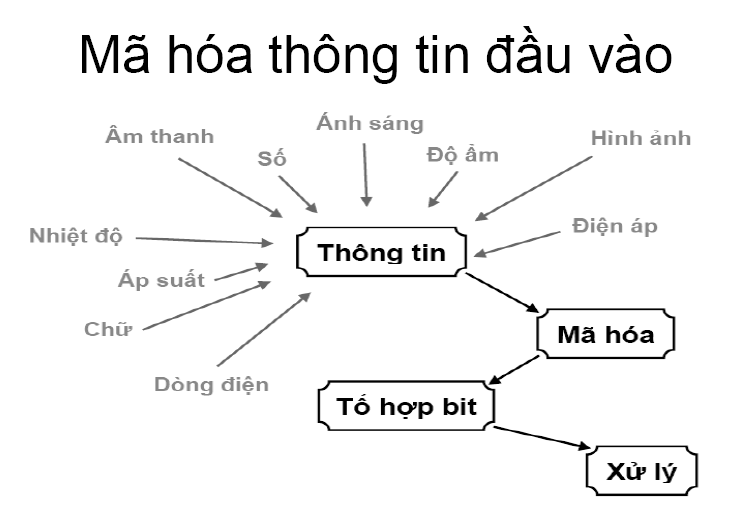 Mã hóa thông tin đầu vào
Âm thanh
Số
Ánh sáng
Độ ẩm
Hình ảnh
Nhiệt độ
Thông tin
Điện áp
Áp suất
Chữ
Mã hóa
Dòng điện
Tổ hợp bit
Xử lý